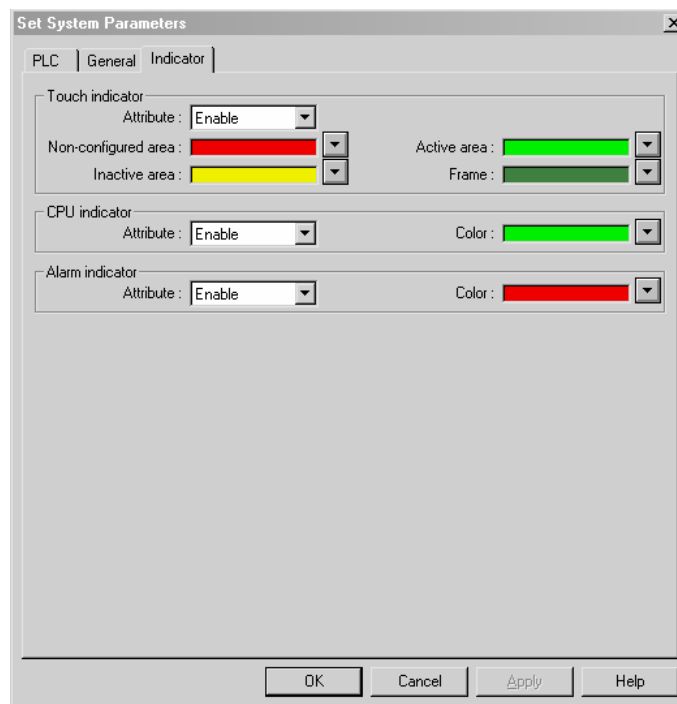 Set System Parameters
PLC General Indicator
Touch indicator
Attribute : Enable
Non-configured area : Active area :
Inactive area : Frame :
CPU indicator
Attribute : Enable Color :
Alarm indicator
Attribute : Enable Color :
OK Cancel Apply Help